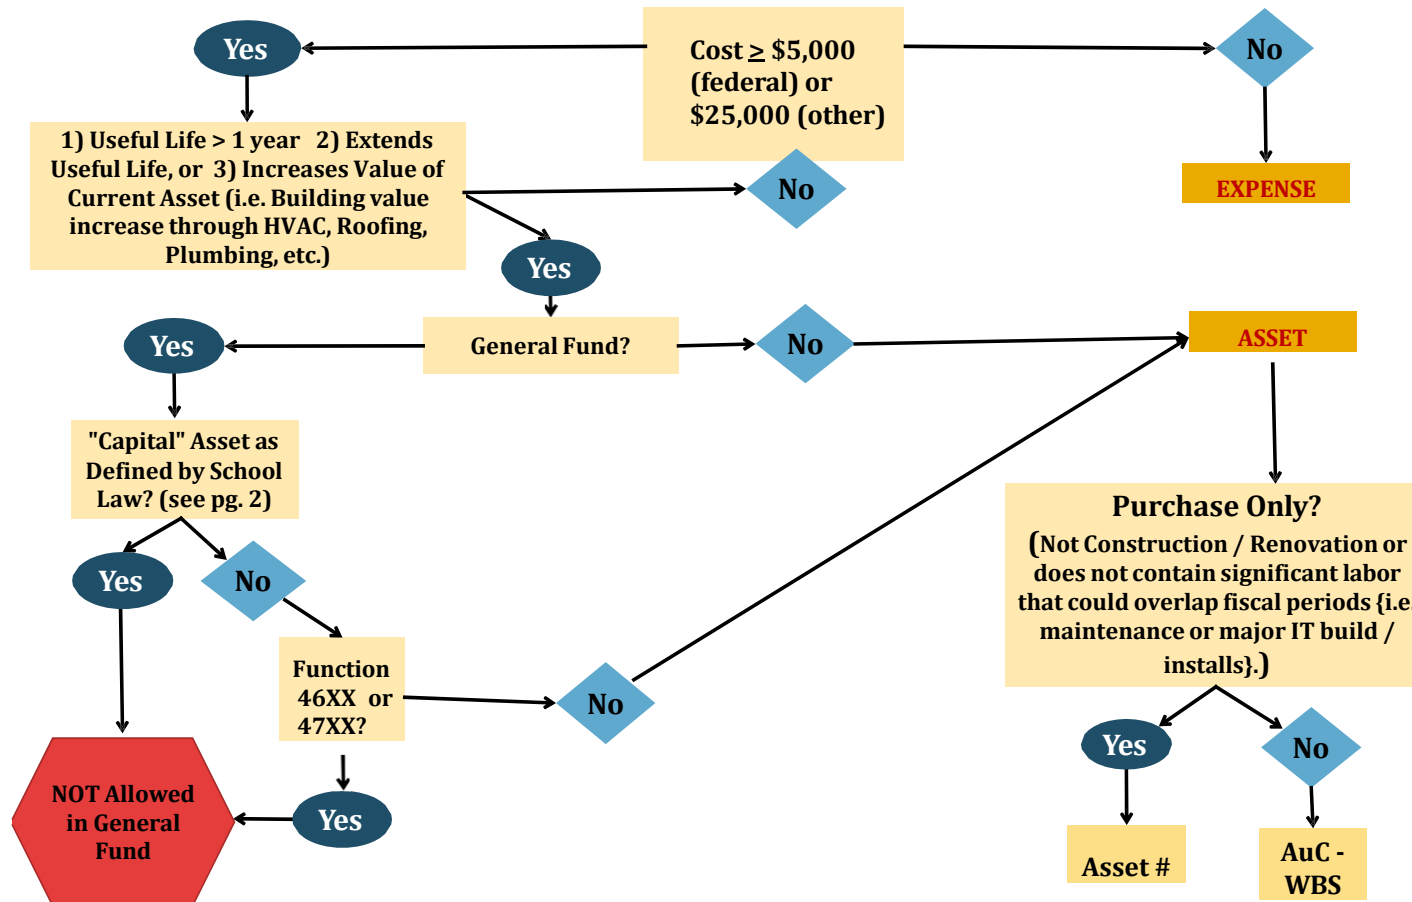 Yes
Cost ≥ $5,000
(federal) or
$25,000 (other)
No
1) Useful Life > 1 year 2) Extends
Useful Life, or 3) Increases Value of
Current Asset (i.e. Building value
increase through HVAC, Roofing,
Plumbing, etc.)
No
EXPENSE
Yes
Yes
General Fund?
No
ASSET
"Capital" Asset as
Defined by School
Law? (see pg. 2)
Purchase Only?
(Not Construction / Renovation or
does not contain significant labor
that could overlap fiscal periods {i.e.
maintenance or major IT build /
installs}.)
Yes
No
Function
46XX or
47XX?
No
Yes
No
NOT Allowed
in General
Fund
Yes
Asset #
AuC -
WBS